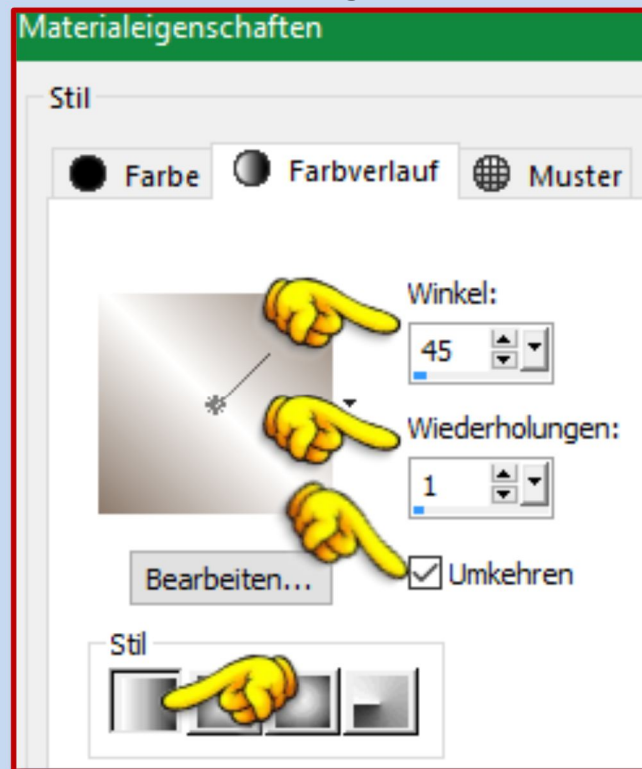 Materialeigenschaften
Stil
Farbe Farbverlauf Muster
Winkel:
45
Wiederholungen:
1
Umkehren
Bearbeiten...
Stil